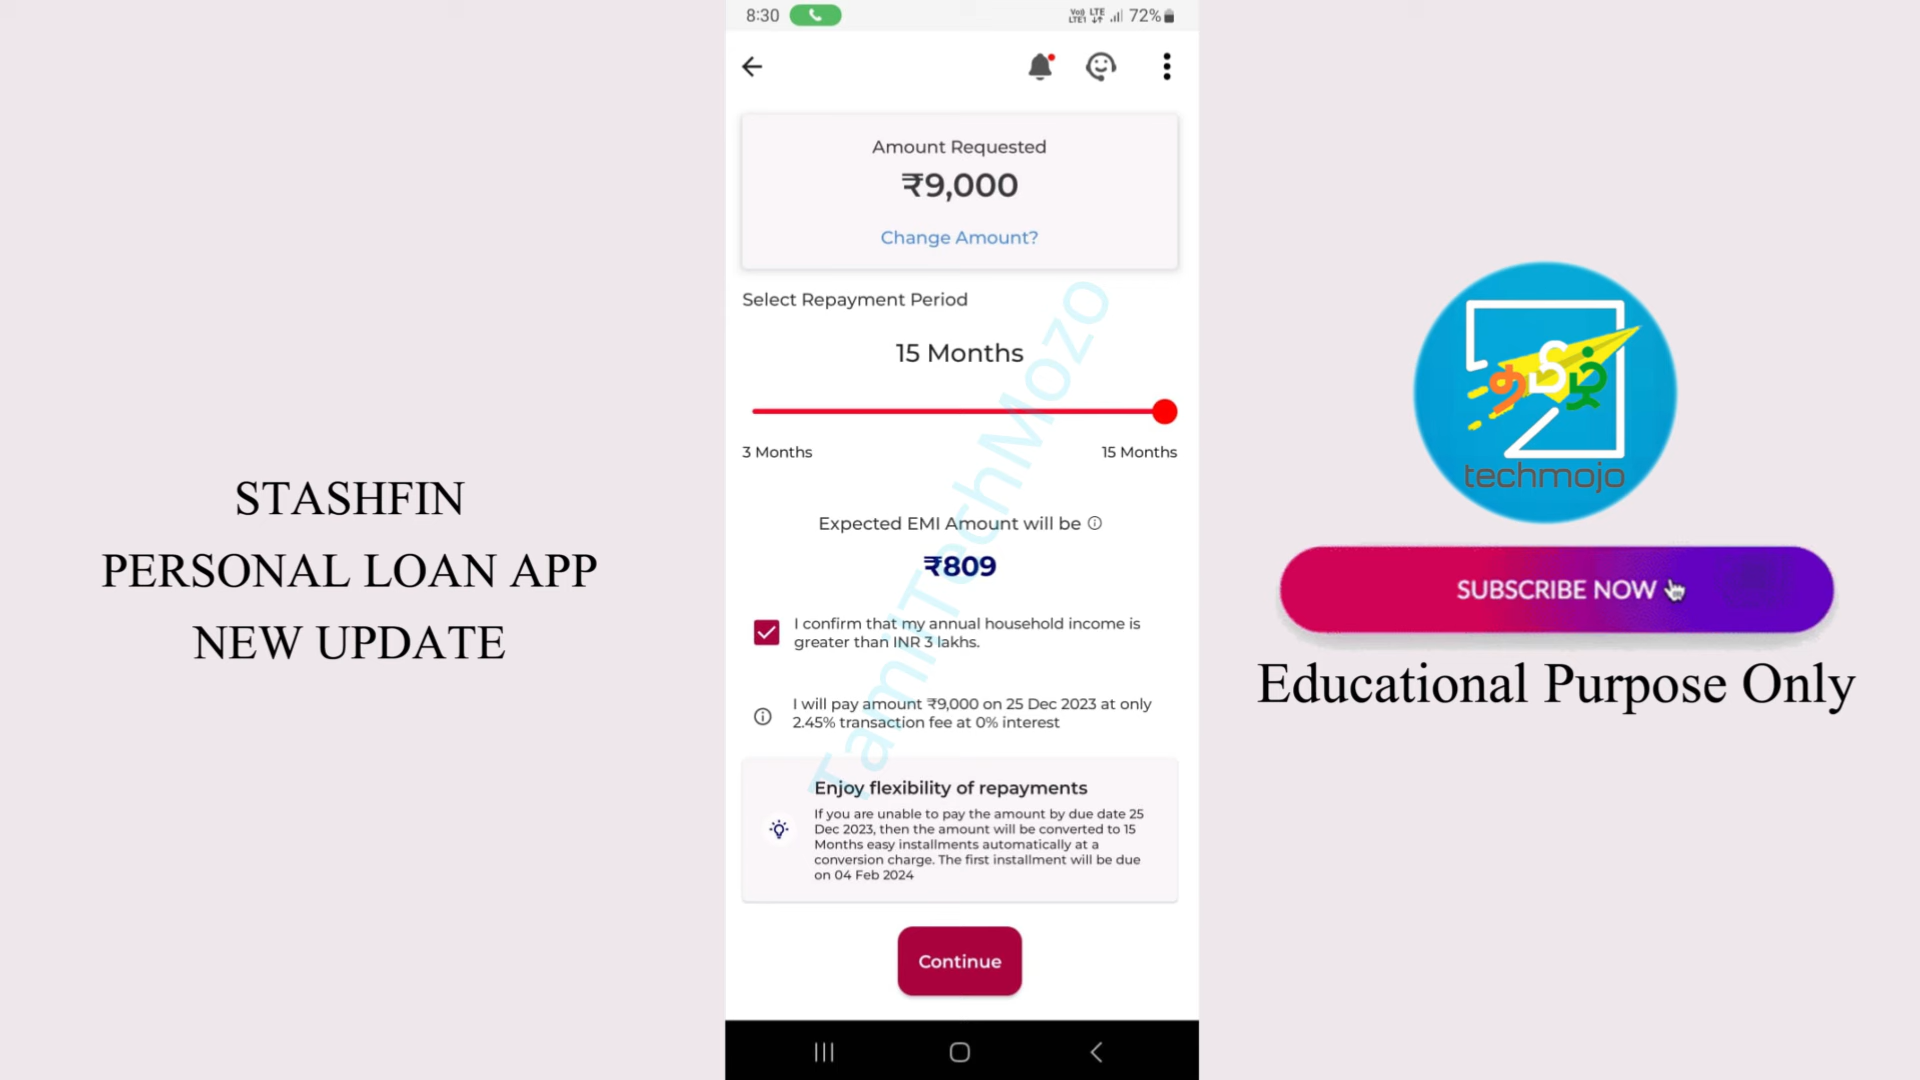 8:30
Vo)) LTE
LTE1
72%
Amount Requested
₹9,000
Change Amount?
Select Repayment Period
15 Months
3 Months
15 Months
Expected EMI Amount will be
₹809
I confirm that my annual household income is
greater than INR 3 lakhs.
I will pay amount ₹9,000 on 25 Dec 2023 at only
2.45% transaction fee at 0% interest
Enjoy flexibility of repayments
If you are unable to pay the amount by due date 25
Dec 2023, then the amount will be converted to 15
Months easy installments automatically at a
conversion charge. The first installment will be due
on 04 Feb 2024
Continue
TamilTechMozo
STASHFIN
PERSONAL LOAN APP
NEW UPDATE
தமிழ்
techmojo
SUBSCRIBE NOW
Educational Purpose Only